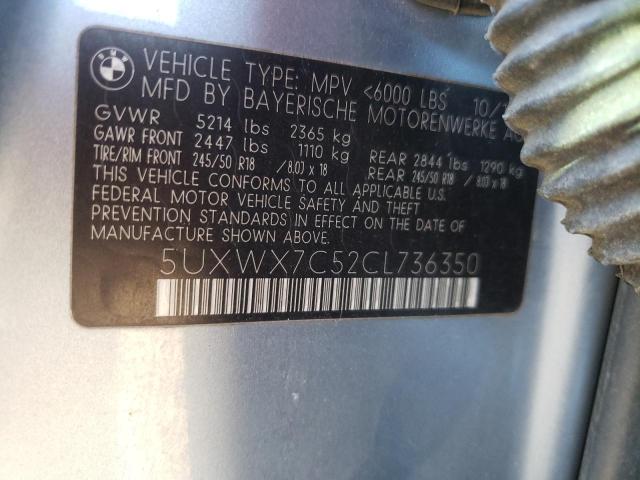 BMW
VEHICLE TYPE: MPV <6000 LBS 10/
MFD BY BAYERISCHE MOTORENWERKE AG
GVWR 5214 lbs 2365 kg
GAWR FRONT 2447 lbs 1110 kg REAR 2844 lbs 1290 kg
TIRE/RIM FRONT 245/50 R18 / 8.0J x 18 REAR 245/50 R18 / 8.0J x 18
THIS VEHICLE CONFORMS TO ALL APPLICABLE U.S.
FEDERAL MOTOR VEHICLE SAFETY AND THEFT
PREVENTION STANDARDS IN EFFECT ON THE DATE OF
MANUFACTURE SHOWN ABOVE.
5UXWX7C52CL736350